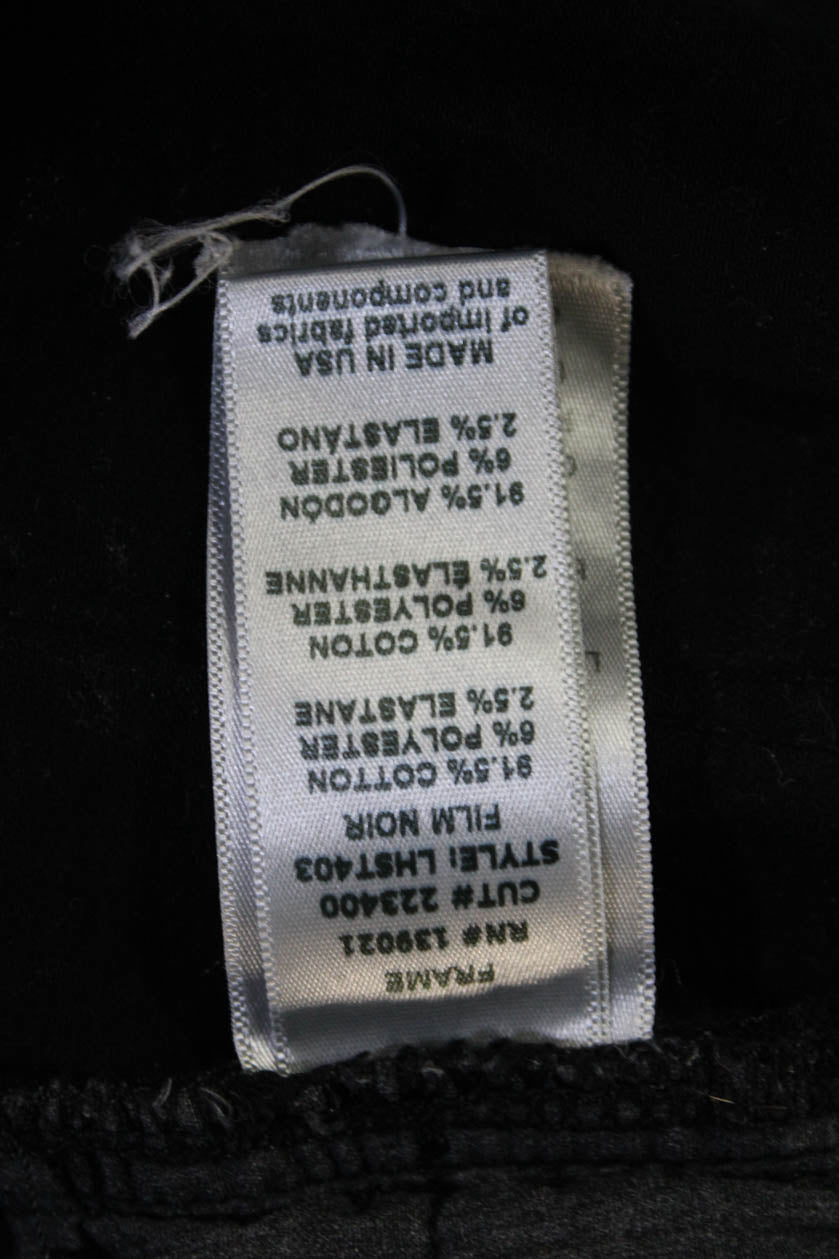 FRAME
RN# 139021
CUT# 223400
STYLE: LHST403
FILM NOIR
91.5% COTTON
6% POLYESTER
2.5% ELASTANE
91.5% COTON
6% POLYESTER
2.5% ÉLASTHANNE
91.5% ALGODÓN
6% POLIESTER
2.5% ELASTANO
MADE IN USA
of imported fabrics
and components